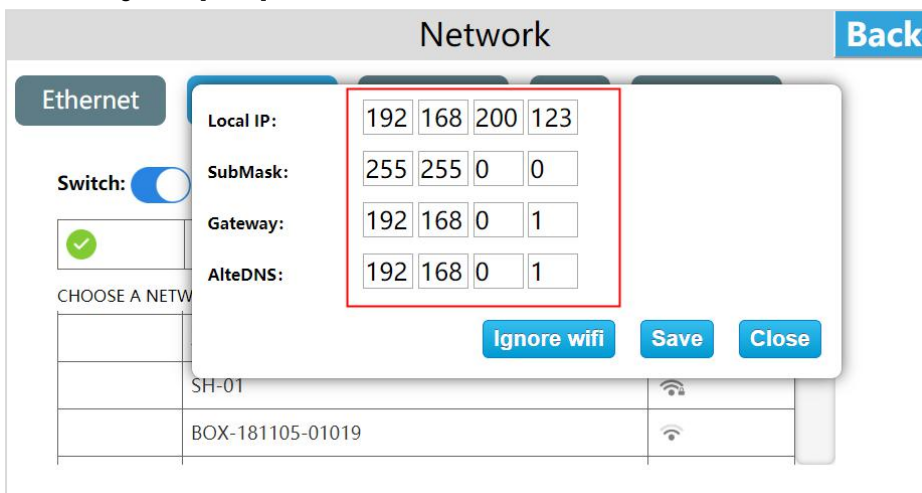 Network
Back
Ethernet
Local IP: 192 168 200 123
SubMask: 255 255 0 0
Gateway: 192 168 0 1
AlteDNS: 192 168 0 1
Switch:
CHOOSE A NETW
Ignore wifi Save Close
SH-01
BOX-181105-01019